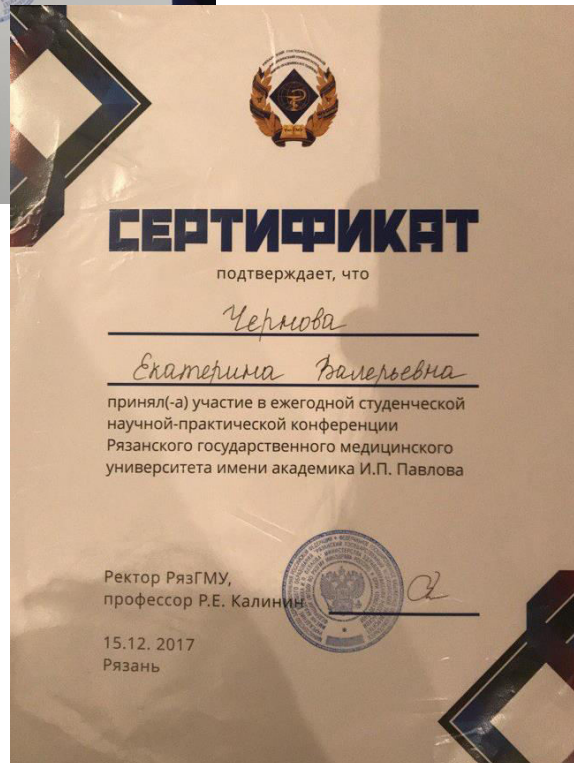 СЕРТИФИКАТ
подтверждает, что
Чернова
Екатерина Валерьевна
принял(-а) участие в ежегодной студенческой
научной-практической конференции
Рязанского государственного медицинского
университета имени академика И.П. Павлова
Ректор РязГМУ,
профессор Р.Е. Калинин
15.12. 2017
Рязань